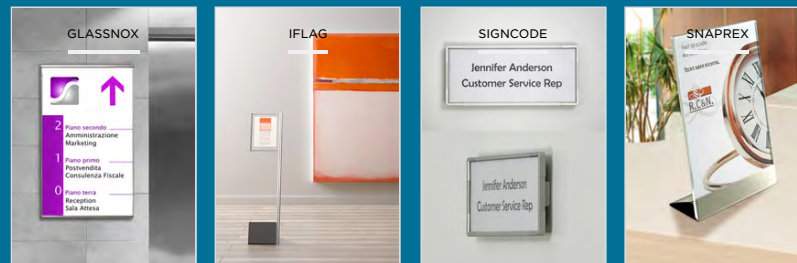 GLASSNOX
2 Piano secondo
Amministrazione
Marketing
1 Piano primo
Postvendita
Consulenza Fiscale
0 Piano terra
Reception
Sala Attesa
IFLAG
SIGNCODE
Jennifer Anderson
Customer Service Rep
Jennifer Anderson
Customer Service Rep
SNAPREX
R.C&N.